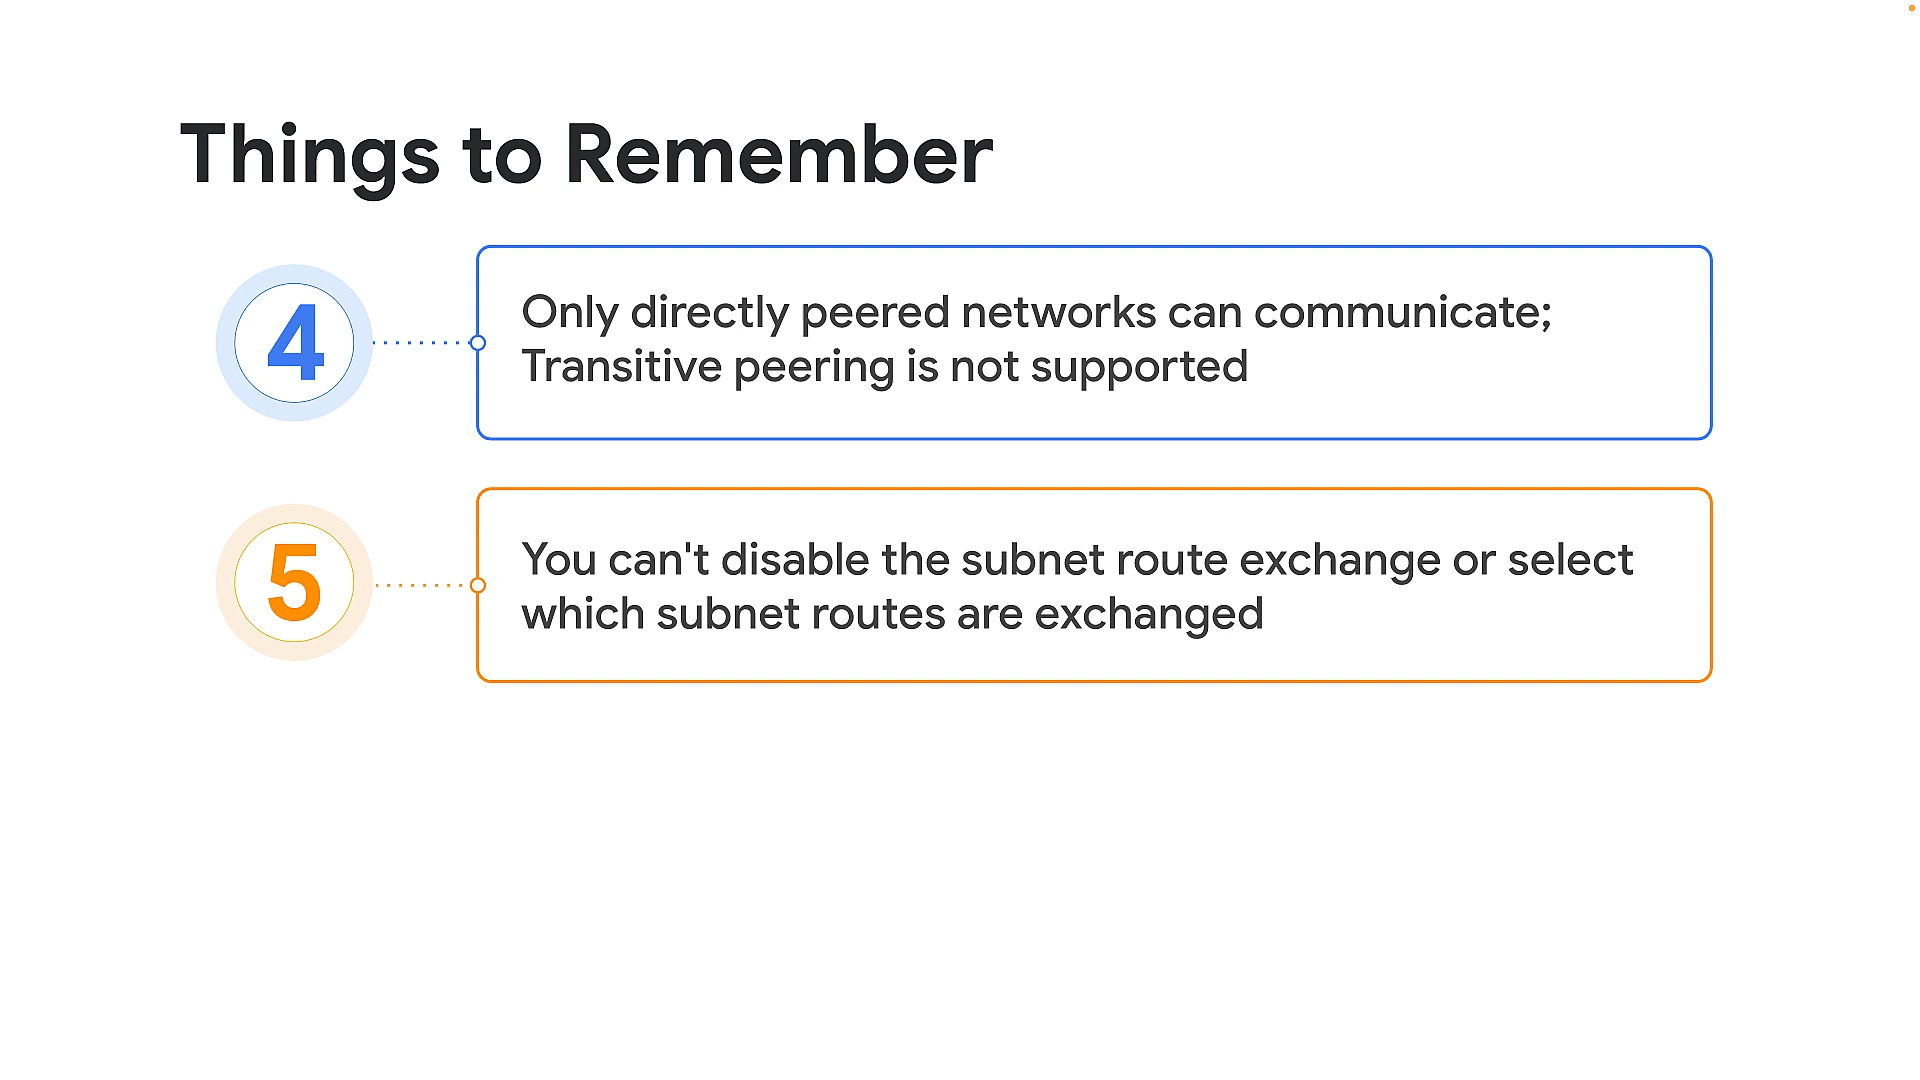 Things to Remember
4
Only directly peered networks can communicate;
Transitive peering is not supported
5
You can't disable the subnet route exchange or select
which subnet routes are exchanged